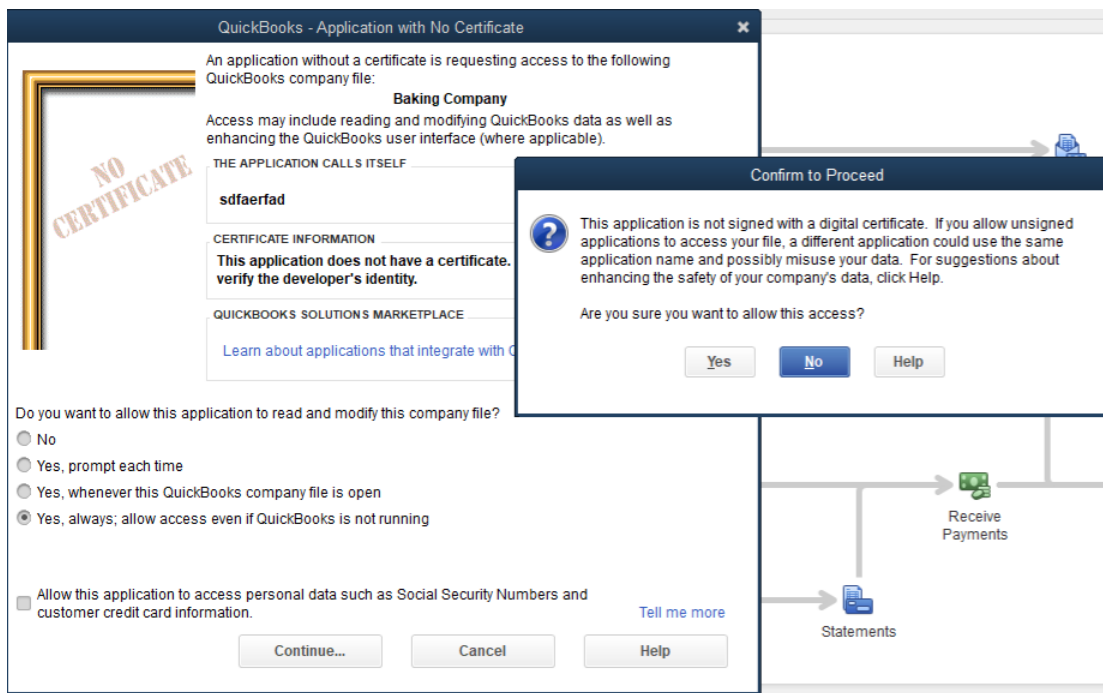 QuickBooks - Application with No Certificate
An application without a certificate is requesting access to the following
QuickBooks company file:
Baking Company
Access may include reading and modifying QuickBooks data as well as
enhancing the QuickBooks user interface (where applicable).
NO
CERTIFICATE
THE APPLICATION CALLS ITSELF
sdfaerfad
CERTIFICATE INFORMATION
This application does not have a certificate.
verify the developer's identity.
QUICKBOOKS SOLUTIONS MARKETPLACE
Learn about applications that integrate with
Do you want to allow this application to read and modify this company file?
No
Yes, prompt each time
Yes, whenever this QuickBooks company file is open
Yes, always; allow access even if QuickBooks is not running
Allow this application to access personal data such as Social Security Numbers and
customer credit card information.
Tell me more
Continue...
Cancel
Help
Confirm to Proceed
This application is not signed with a digital certificate. If you allow unsigned
applications to access your file, a different application could use the same
application name and possibly misuse your data. For suggestions about
enhancing the safety of your company's data, click Help.
Are you sure you want to allow this access?
Yes
No
Help
Receive
Payments
Statements